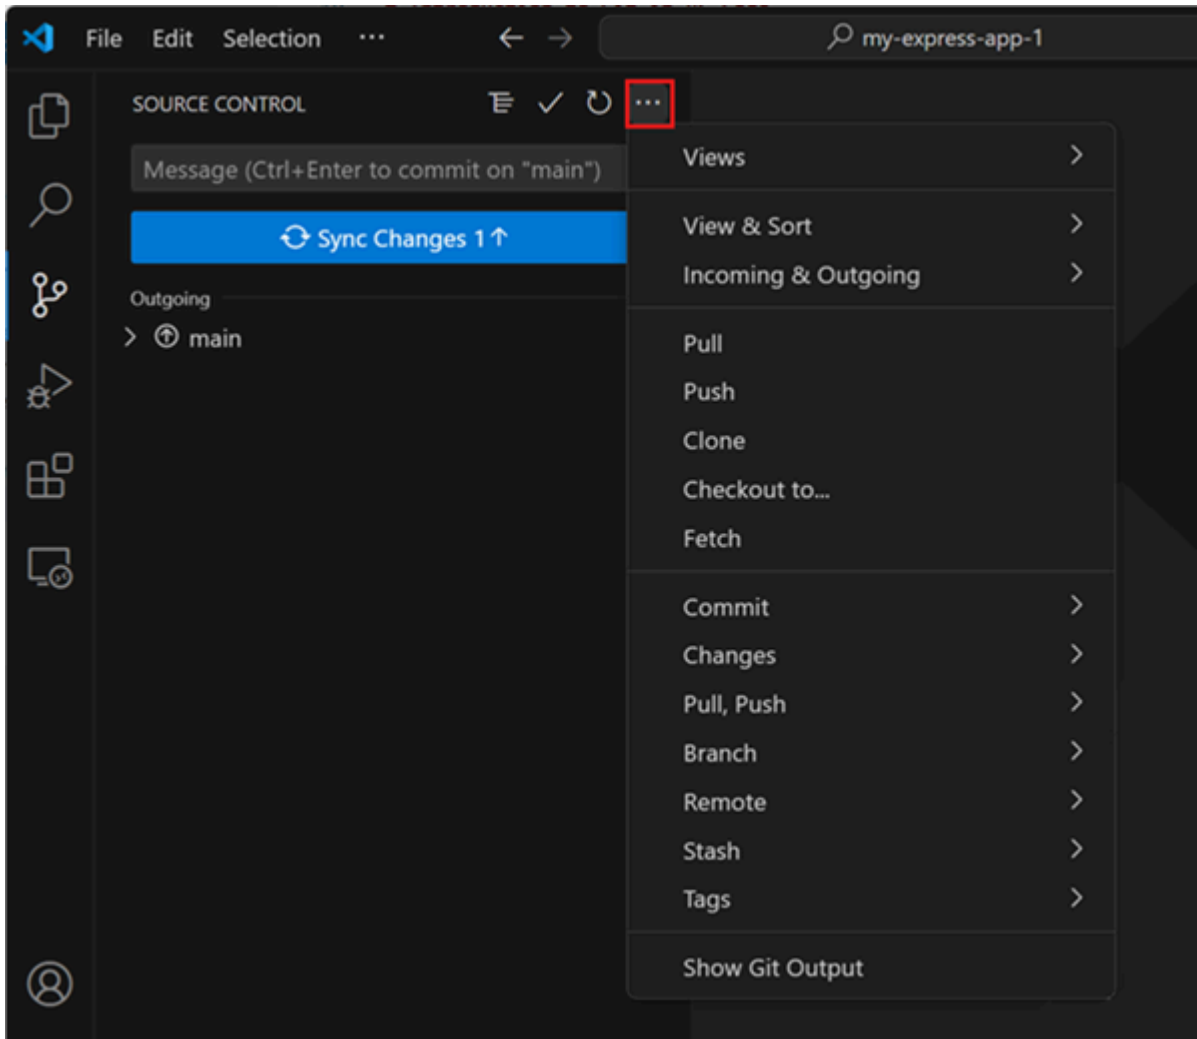 File Edit Selection ··· my-express-app-1
SOURCE CONTROL ···
Message (Ctrl+Enter to commit on "main")
Sync Changes 1↑
Outgoing
main
Views
View & Sort
Incoming & Outgoing
Pull
Push
Clone
Checkout to...
Fetch
Commit
Changes
Pull, Push
Branch
Remote
Stash
Tags
Show Git Output